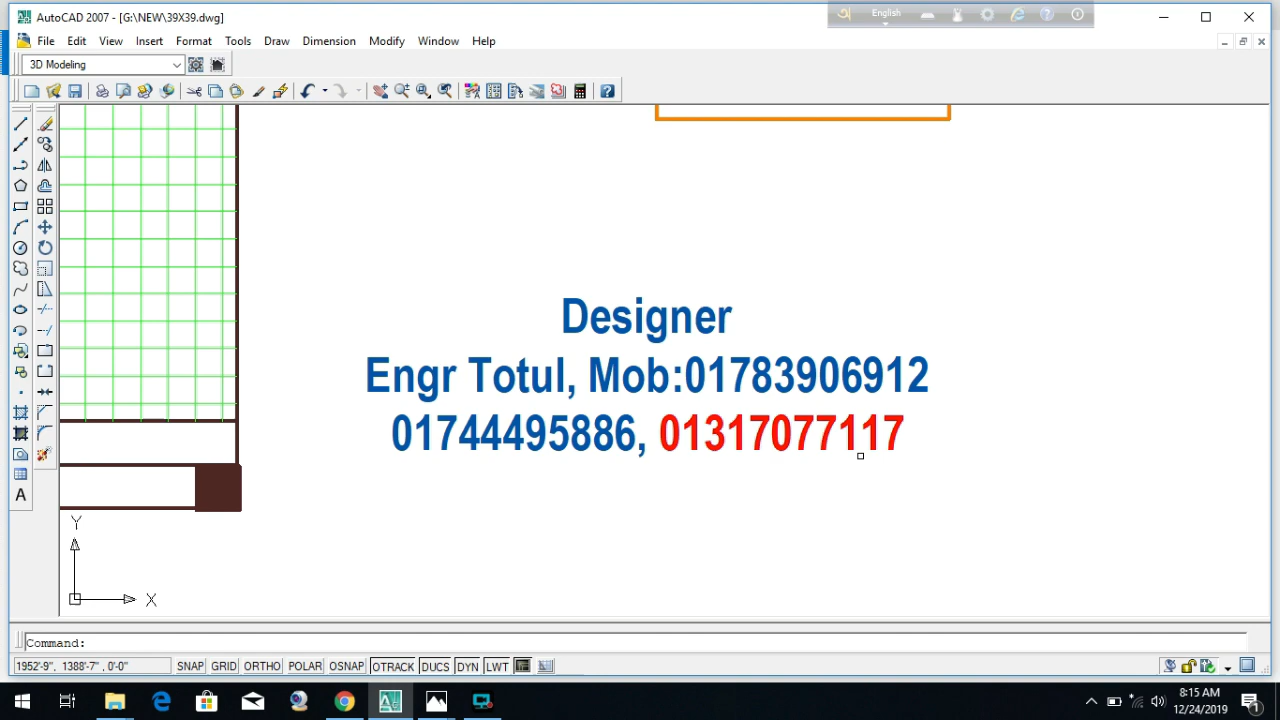 AutoCAD 2007 - [G:\NEW\39X39.dwg]
English
File Edit View Insert Format Tools Draw Dimension Modify Window Help
3D Modeling
Designer
Engr Totul, Mob:01783906912
01744495886, 01317077117
A
Y
X
Command:
1952'-9", 1388'-7" , 0'-0" SNAP GRID ORTHO POLAR OSNAP OTRACK DUCS DYN LWT
8:15 AM
12/24/2019
1